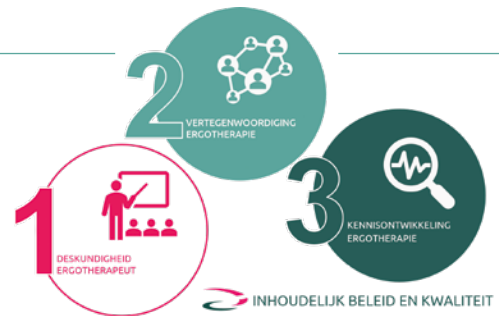 1
DESKUNDIGHEID
ERGOTHERAPEUT
2
VERTEGENWOORDIGING
ERGOTHERAPIE
3
KENNISONTWIKKELING
ERGOTHERAPIE
INHOUDELIJK BELEID EN KWALITEIT